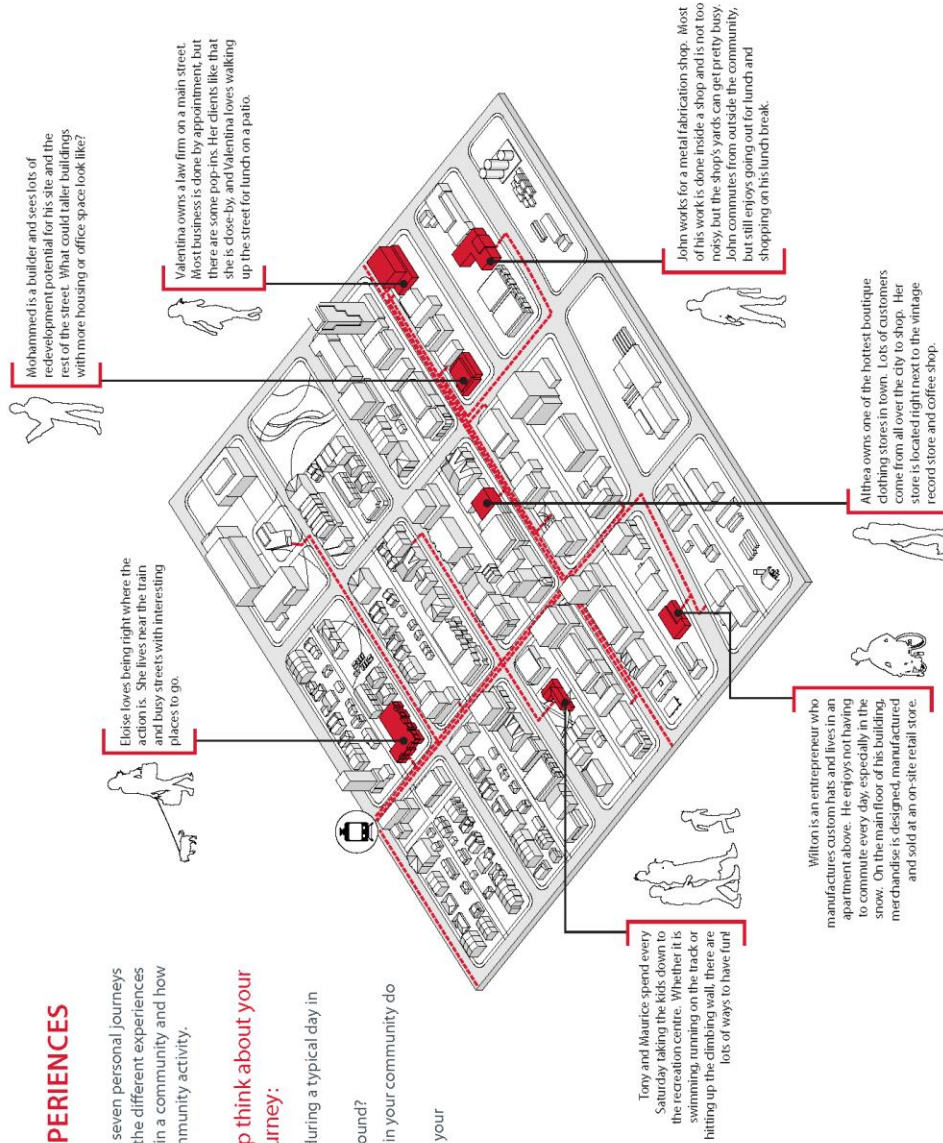 PERIENCES
seven personal journeys
the different experiences
in a community and how
mmunity activity.
p think about your
urney:
during a typical day in
ound?
in your community do
your
Eloise loves being right where the
action is. She lives near the train
and busy streets with interesting
places to go.
Mohammed is a builder and sees lots of
redevelopment potential for his site and the
rest of the street. What could taller buildings
with more housing or office space look like?
Valentina owns a law firm on a main street.
Most business is done by appointment, but
there are some pop-ins. Her clients like that
she is close-by, and Valentina loves walking
up the street for lunch on a patio.
Tony and Maurice spend every
Saturday taking the kids down to
the recreation centre. Whether it is
swimming, running on the track or
hitting up the climbing wall, there are
lots of ways to have fun!
Wilton is an entrepreneur who
manufactures custom hats and lives in an
apartment above. He enjoys not having
to commute every day, especially in the
snow. On the main floor of his building,
merchandise is designed, manufactured
and sold at an on-site retail store.
Althea owns one of the hottest boutique
clothing stores in town. Lots of customers
come from all over the city to shop. Her
store is located right next to the vintage
record store and coffee shop.
John works for a metal fabrication shop. Most
of his work is done inside a shop and is not too
noisy, but the shop's yards can get pretty busy.
John commutes from outside the community,
but still enjoys going out for lunch and
shopping on his lunch break.